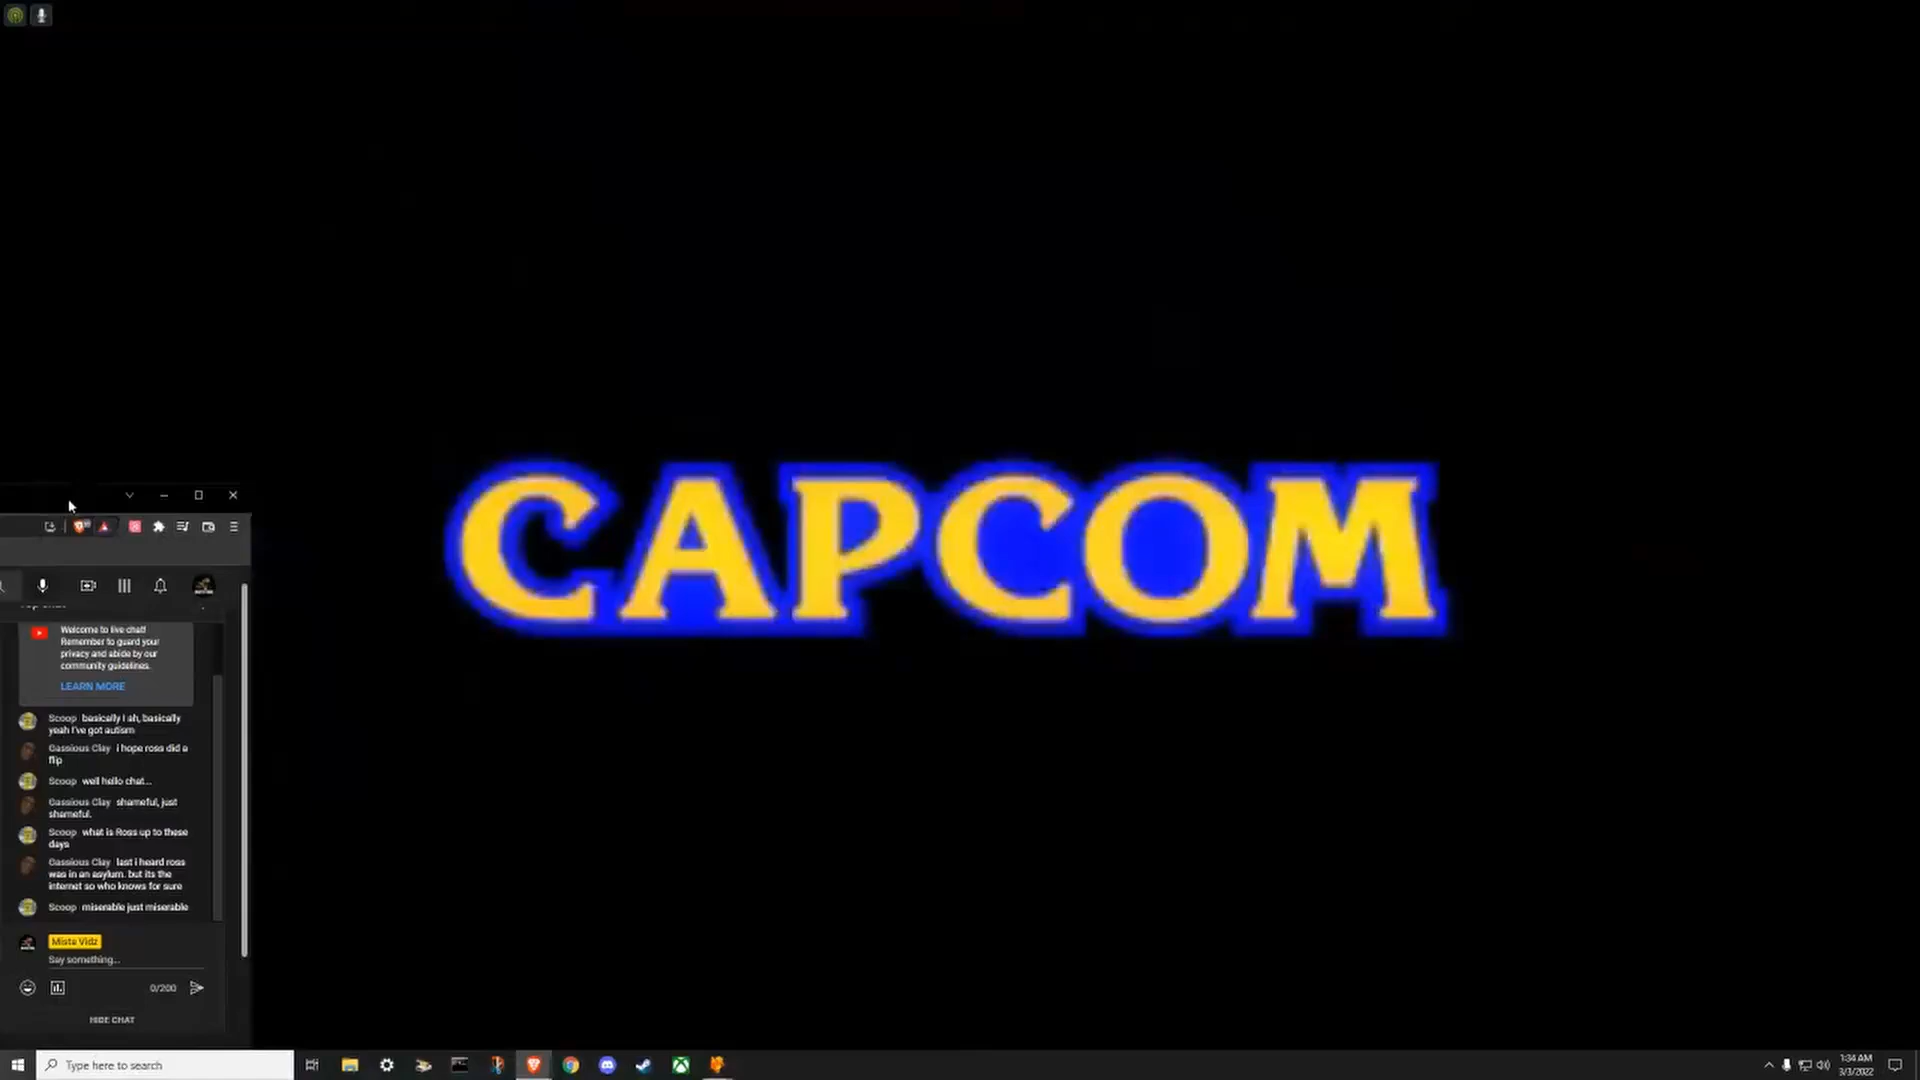 CAPCOM
Welcome to live chat!
Remember to guard your
privacy and abide by our
community guidelines.
LEARN MORE
Scoop basically I ah, basically
yeah I've got autism
Gassious Clay i hope ross did a
flip
Scoop well hello chat...
Gassious Clay shameful, just
shameful.
Scoop what is Ross up to these
days
Gassious Clay last i heard ross
was in an asylum. but its the
internet so who knows for sure
Scoop miserable just miserable
Mista Vidz
Say something...
0/200
HIDE CHAT
Type here to search
1:34 AM
3/3/2022